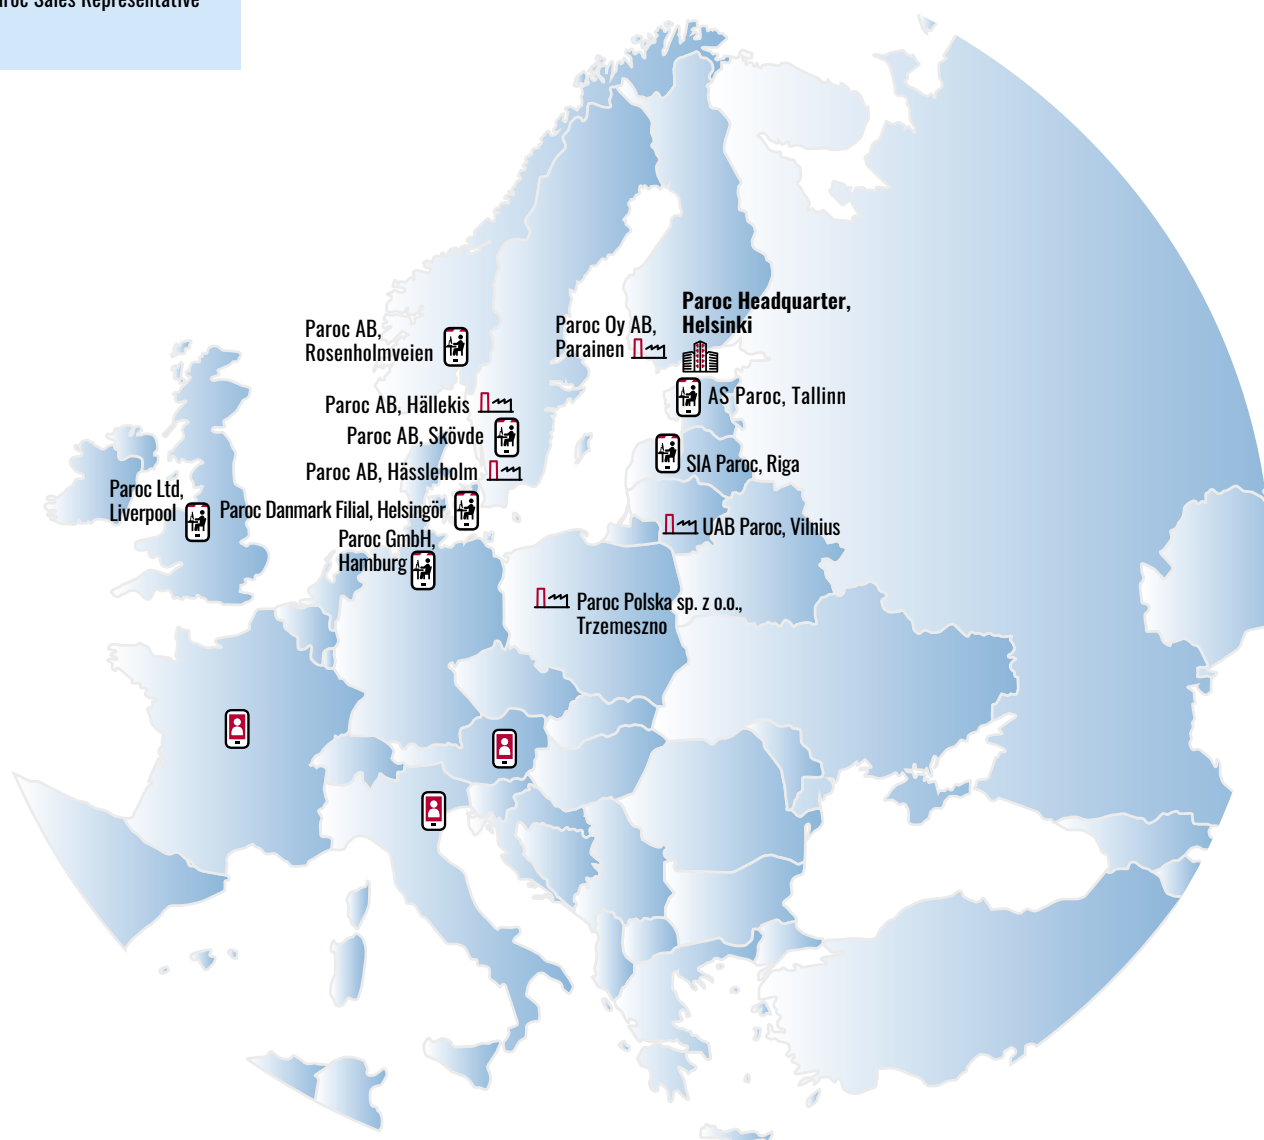 Sales Representative
Paroc Headquarter,
Helsinki
Paroc Oy AB,
Parainen
Paroc AB,
Rosenholmveien
AS Paroc, Tallinn
Paroc AB, Hällekis
Paroc AB, Skövde
SIA Paroc, Riga
Paroc AB, Hässleholm
Paroc Ltd,
Liverpool
Paroc Danmark Filial, Helsingör
UAB Paroc, Vilnius
Paroc GmbH,
Hamburg
Paroc Polska sp. z o.o.,
Trzemeszno